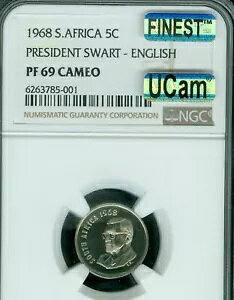 FINEST
1968 S.AFRICA 5C
PRESIDENT SWART - ENGLISH
PF 69 CAMEO
UCam
6263785-001
NUMISMATIC GUARANTY CORPORATION
NGC
SOUTH AFRICA 1968